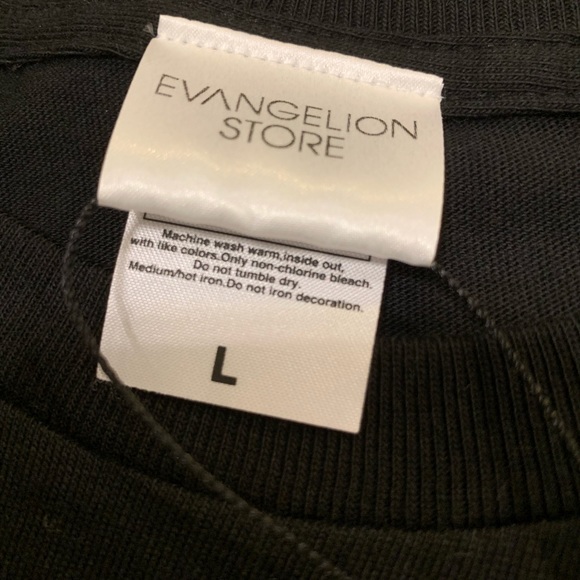 EVANGELION
STORE
Machine wash warm,inside out,
with like colors.Only non-chlorine bleach.
Do not tumble dry.
Medium/hot iron.Do not iron decoration.
L